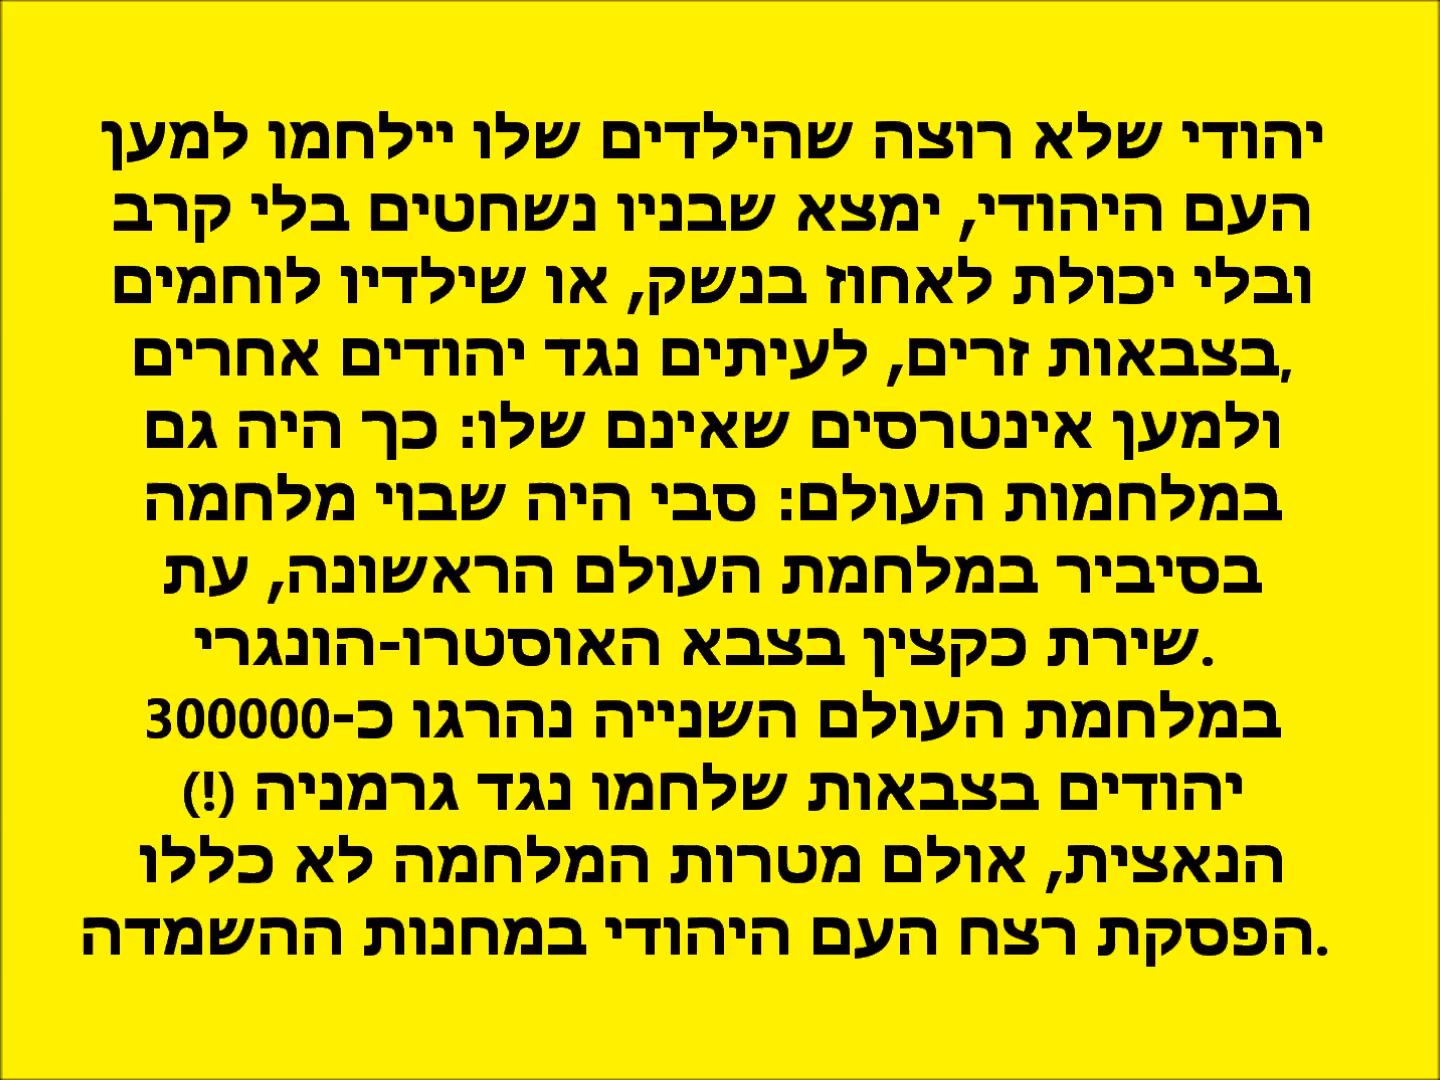 יהודי שלא רוצה שהילדים שלו יילחמו למען
העם היהודי, ימצא שבניו נשחטים בלי קרב
ובלי יכולת לאחוז בנשק, או שילדיו לוחמים
בצבאות זרים, לעיתים נגד יהודים אחרים,
ולמען אינטרסים שאינם שלו: כך היה גם
במלחמות העולם: סבי היה שבוי מלחמה
בסיביר במלחמת העולם הראשונה, עת
שירת כקצין בצבא האוסטרו-הונגרי.
במלחמת העולם השנייה נהרגו כ-300000
יהודים בצבאות שלחמו נגד גרמניה (!)
הנאצית, אולם מטרות המלחמה לא כללו
הפסקת רצח העם היהודי במחנות ההשמדה.